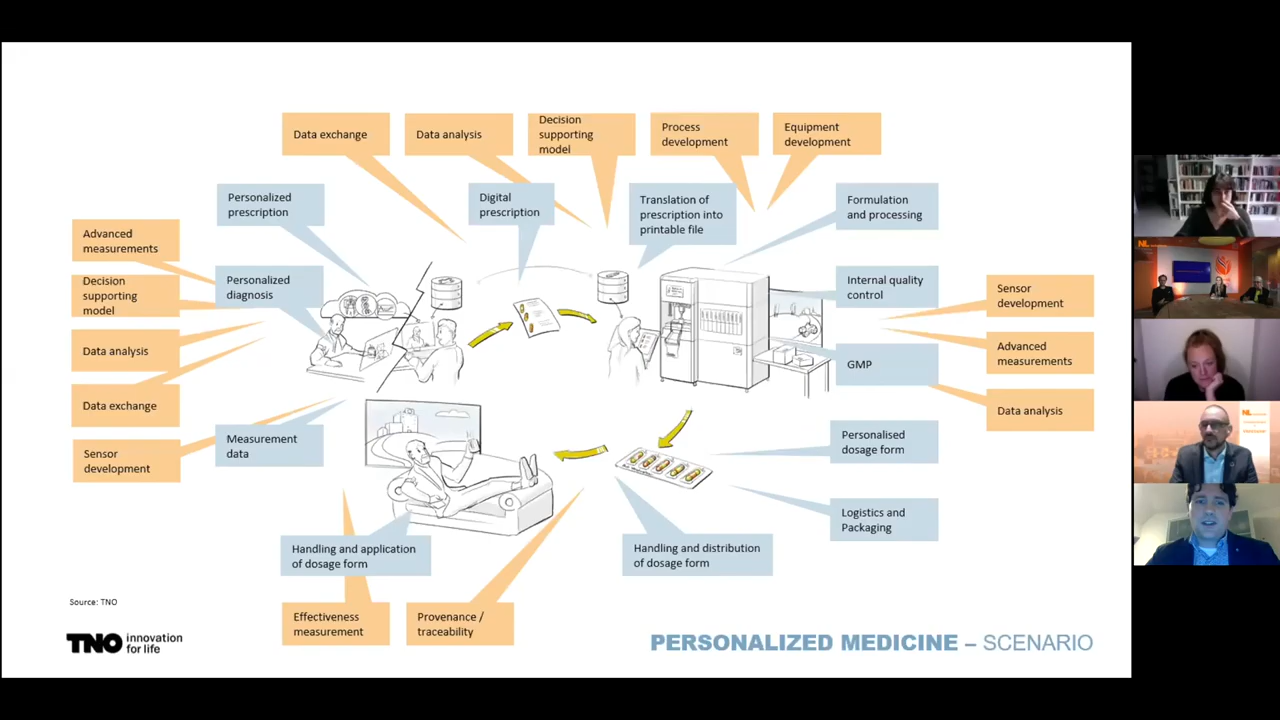 Data exchange
Data analysis
Decision
supporting
model
Process
development
Equipment
development
Personalized
prescription
Digital
prescription
Translation of
prescription into
printable file
Formulation
and processing
Advanced
measurements
Decision
supporting
model
Personalized
diagnosis
Internal quality
control
Sensor
development
Data analysis
GMP
Advanced
measurements
Data exchange
Data analysis
Measurement
data
Personalised
dosage form
Sensor
development
Logistics and
Packaging
Handling and application
of dosage form
Handling and distribution
of dosage form
Effectiveness
measurement
Provenance /
traceability
Source: TNO
TNO innovation
for life
PERSONALIZED MEDICINE – SCENARIO
NL
NL